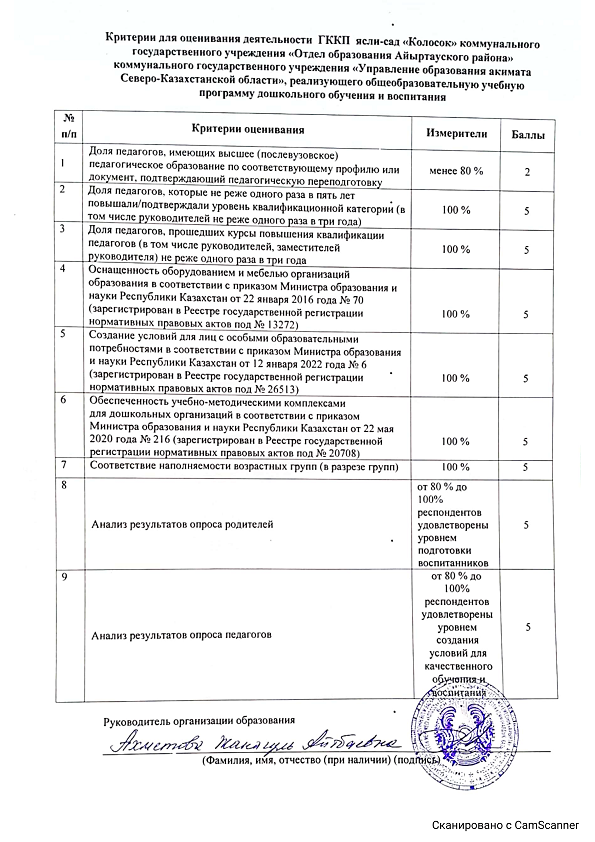 Критерии для оценивания деятельности ГККП ясли-сад «Колосок» коммунального
государственного учреждения «Отдел образования Айыртауского района»
коммунального государственного учреждения «Управление образования акимата
Северо-Казахстанской области», реализующего общеобразовательную учебную
программу дошкольного обучения и воспитания
№ п/п Критерии оценивания Измерители Баллы
1 Доля педагогов, имеющих высшее (послевузовское)
педагогическое образование по соответствующему профилю или
документ, подтверждающий педагогическую переподготовку менее 80 % 2
2 Доля педагогов, которые не реже одного раза в пять лет
повышали/подтверждали уровень квалификационной категории (в
том числе руководителей не реже одного раза в три года) 100 % 5
3 Доля педагогов, прошедших курсы повышения квалификации
педагогов (в том числе руководителей, заместителей
руководителя) не реже одного раза в три года 100 % 5
4 Оснащенность оборудованием и мебелью организаций
образования в соответствии с приказом Министра образования и
науки Республики Казахстан от 22 января 2016 года № 70
(зарегистрирован в Реестре государственной регистрации
нормативных правовых актов под № 13272) 100 % 5
5 Создание условий для лиц с особыми образовательными
потребностями в соответствии с приказом Министра образования
и науки Республики Казахстан от 12 января 2022 года № 6
(зарегистрирован в Реестре государственной регистрации
нормативных правовых актов под № 26513) 100 % 5
6 Обеспеченность учебно-методическими комплексами
для дошкольных организаций в соответствии с приказом
Министра образования и науки Республики Казахстан от 22 мая
2020 года № 216 (зарегистрирован в Реестре государственной
регистрации нормативных правовых актов под № 20708) 100 % 5
7 Соответствие наполняемости возрастных групп (в разрезе групп) 100 % 5
8 Анализ результатов опроса родителей
от 80 % до
100%
респондентов
удовлетворены
уровнем
подготовки
воспитанников
5
9 Анализ результатов опроса педагогов
от 80 % до
100%
респондентов
удовлетворены
уровнем
создания
условий для
качественного
обучения и
воспитания
5
Руководитель организации образования
Ахметова Жанагуль Айтбаевна
(Фамилия, имя, отчество (при наличии) (подпись)
Сканировано с CamScanner